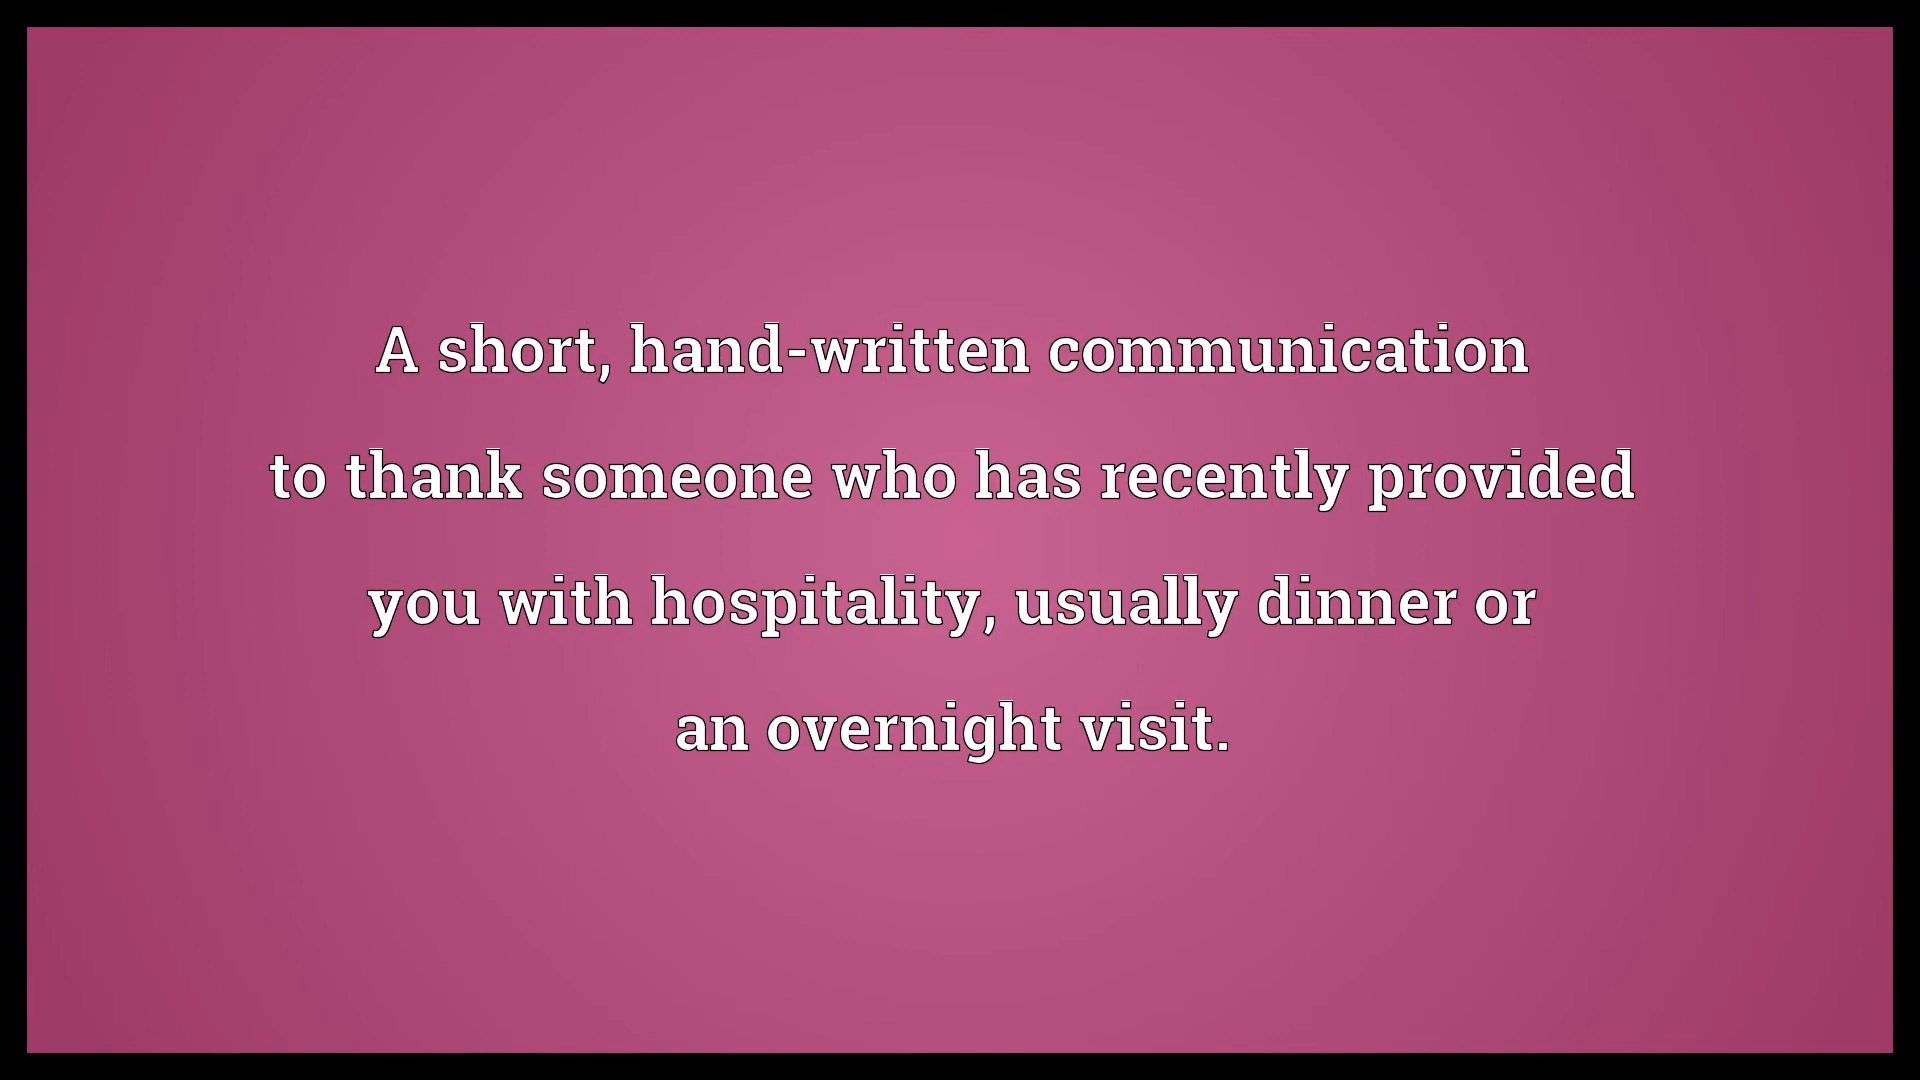 A short, hand-written communication
to thank someone who has recently provided
you with hospitality, usually dinner or
an overnight visit.